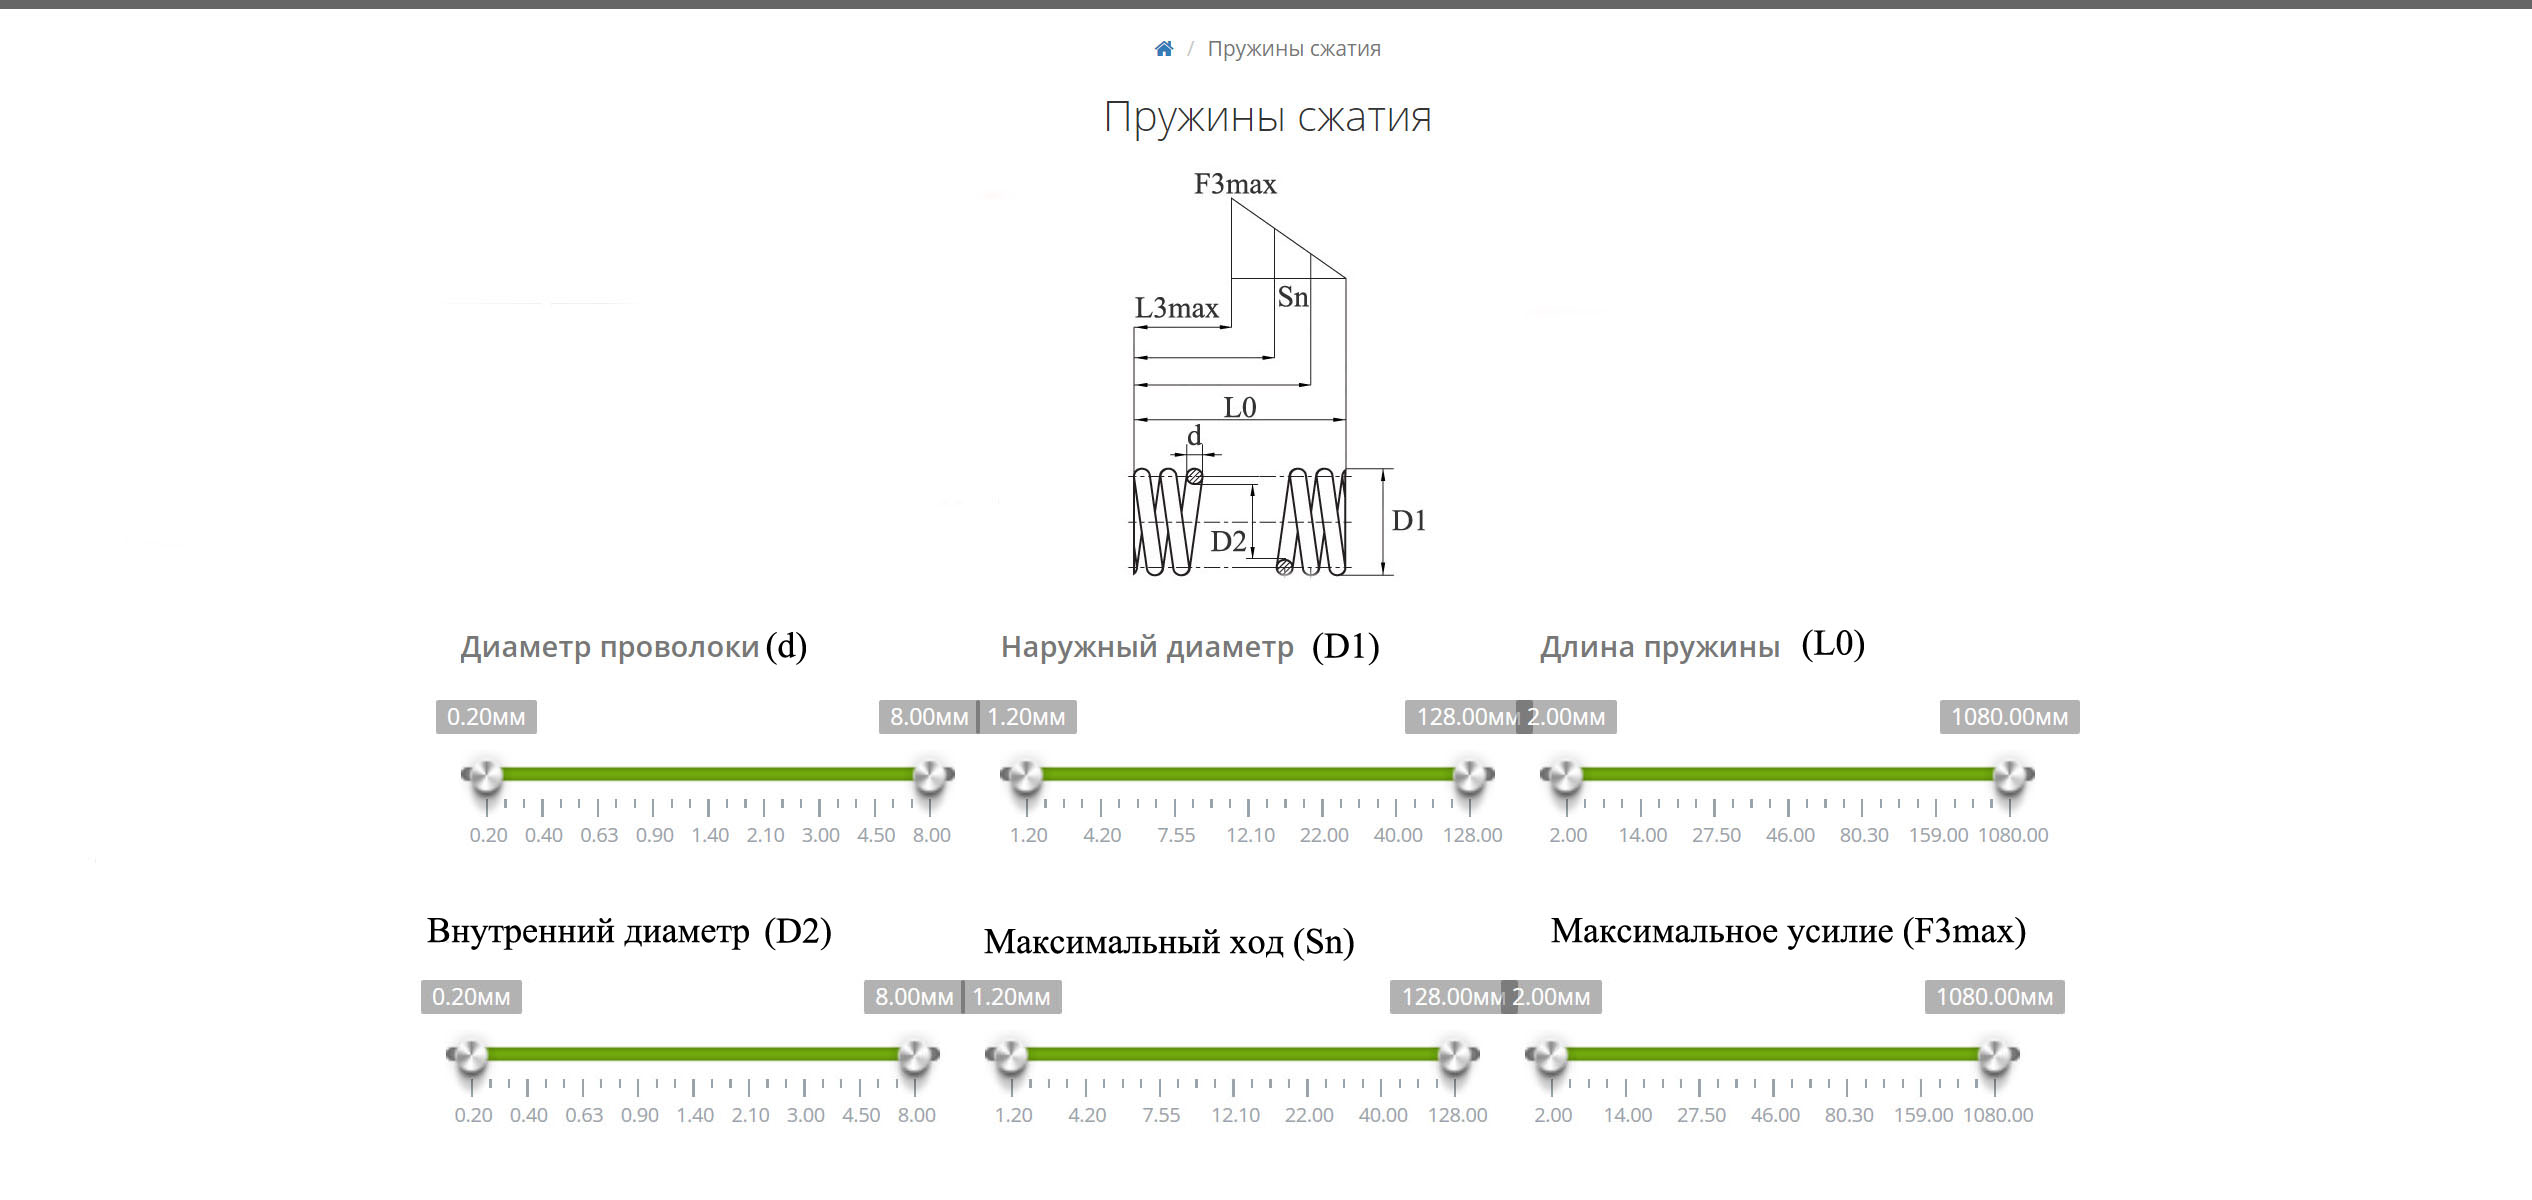 / Пружины сжатия
Пружины сжатия
F3max
Sn
L3max
L0
d
D2
D1
Диаметр проволоки (d)
Наружный диаметр (D1)
Длина пружины (L0)
0.20мм 8.00мм
1.20мм 128.00мм
2.00мм 1080.00мм
0.20 0.40 0.63 0.90 1.40 2.10 3.00 4.50 8.00
1.20 4.20 7.55 12.10 22.00 40.00 128.00
2.00 14.00 27.50 46.00 80.30 159.00 1080.00
Внутренний диаметр (D2)
Максимальный ход (Sn)
Максимальное усилие (F3max)
0.20мм 8.00мм
1.20мм 128.00мм
2.00мм 1080.00мм
0.20 0.40 0.63 0.90 1.40 2.10 3.00 4.50 8.00
1.20 4.20 7.55 12.10 22.00 40.00 128.00
2.00 14.00 27.50 46.00 80.30 159.00 1080.00